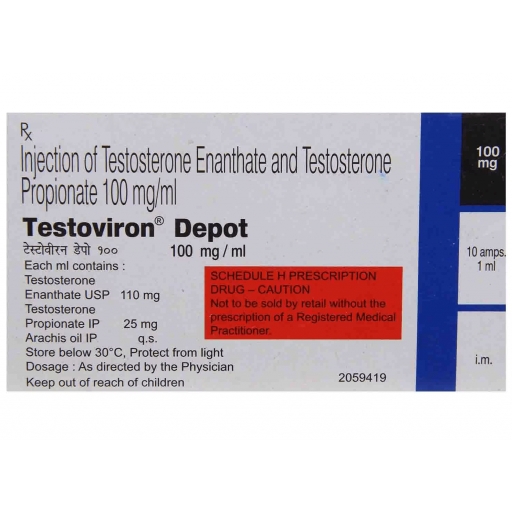 Rx
Injection of Testosterone Enanthate and Testosterone
Propionate 100 mg/ml
Testoviron® Depot
टेस्टोवीरन डेपो १००
100 mg / ml
Each ml contains :
Testosterone
Enanthate USP 110 mg
Testosterone
Propionate IP 25 mg
Arachis oil IP q.s.
Store below 30°C, Protect from light
Dosage : As directed by the Physician
Keep out of reach of children
SCHEDULE H PRESCRIPTION
DRUG – CAUTION
Not to be sold by retail without the
prescription of a Registered Medical
Practitioner.
2059419
100
mg
10 amps.
1 ml
i.m.